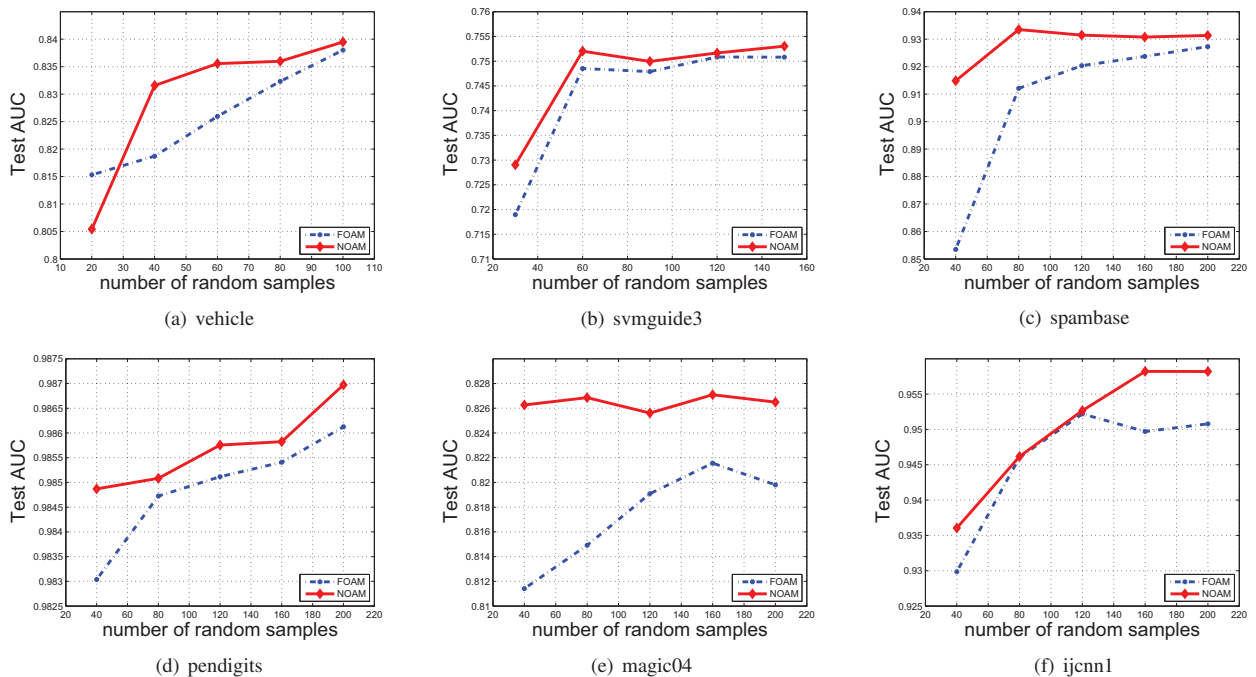 0.84
0.835
0.83
0.825
0.82
0.815
0.81
0.805
0.8
Test AUC
10 20 30 40 50 60 70 80 90 100 110
number of random samples
FOAM
NOAM
(a) vehicle
0.76
0.755
0.75
0.745
0.74
0.735
0.73
0.725
0.72
0.715
0.71
Test AUC
20 40 60 80 100 120 140 160
number of random samples
FOAM
NOAM
(b) svmguide3
0.94
0.93
0.92
0.91
0.9
0.89
0.88
0.87
0.86
0.85
Test AUC
20 40 60 80 100 120 140 160 180 200 220
number of random samples
FOAM
NOAM
(c) spambase
0.9875
0.987
0.9865
0.986
0.9855
0.985
0.9845
0.984
0.9835
0.983
0.9825
Test AUC
20 40 60 80 100 120 140 160 180 200 220
number of random samples
FOAM
NOAM
(d) pendigits
0.828
0.826
0.824
0.822
0.82
0.818
0.816
0.814
0.812
0.81
Test AUC
20 40 60 80 100 120 140 160 180 200 220
number of random samples
FOAM
NOAM
(e) magic04
0.955
0.95
0.945
0.94
0.935
0.93
0.925
Test AUC
20 40 60 80 100 120 140 160 180 200 220
number of random samples
FOAM
NOAM
(f) ijcnn1